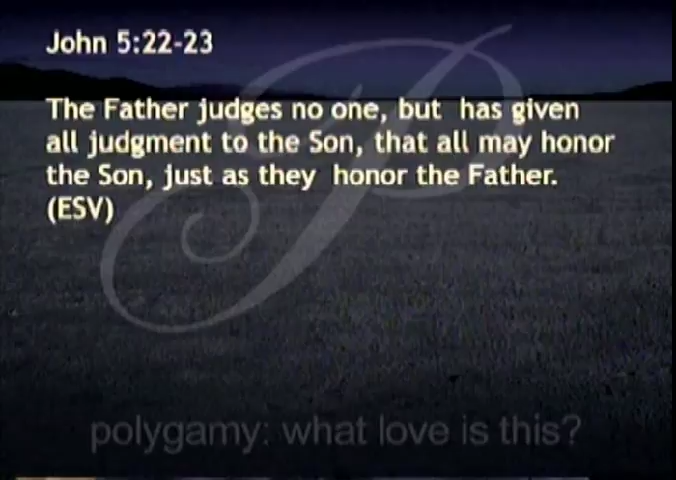 John 5:22-23
The Father judges no one, but has given
all judgment to the Son, that all may honor
the Son, just as they honor the Father.
(ESV)
P
polygamy: what love is this?